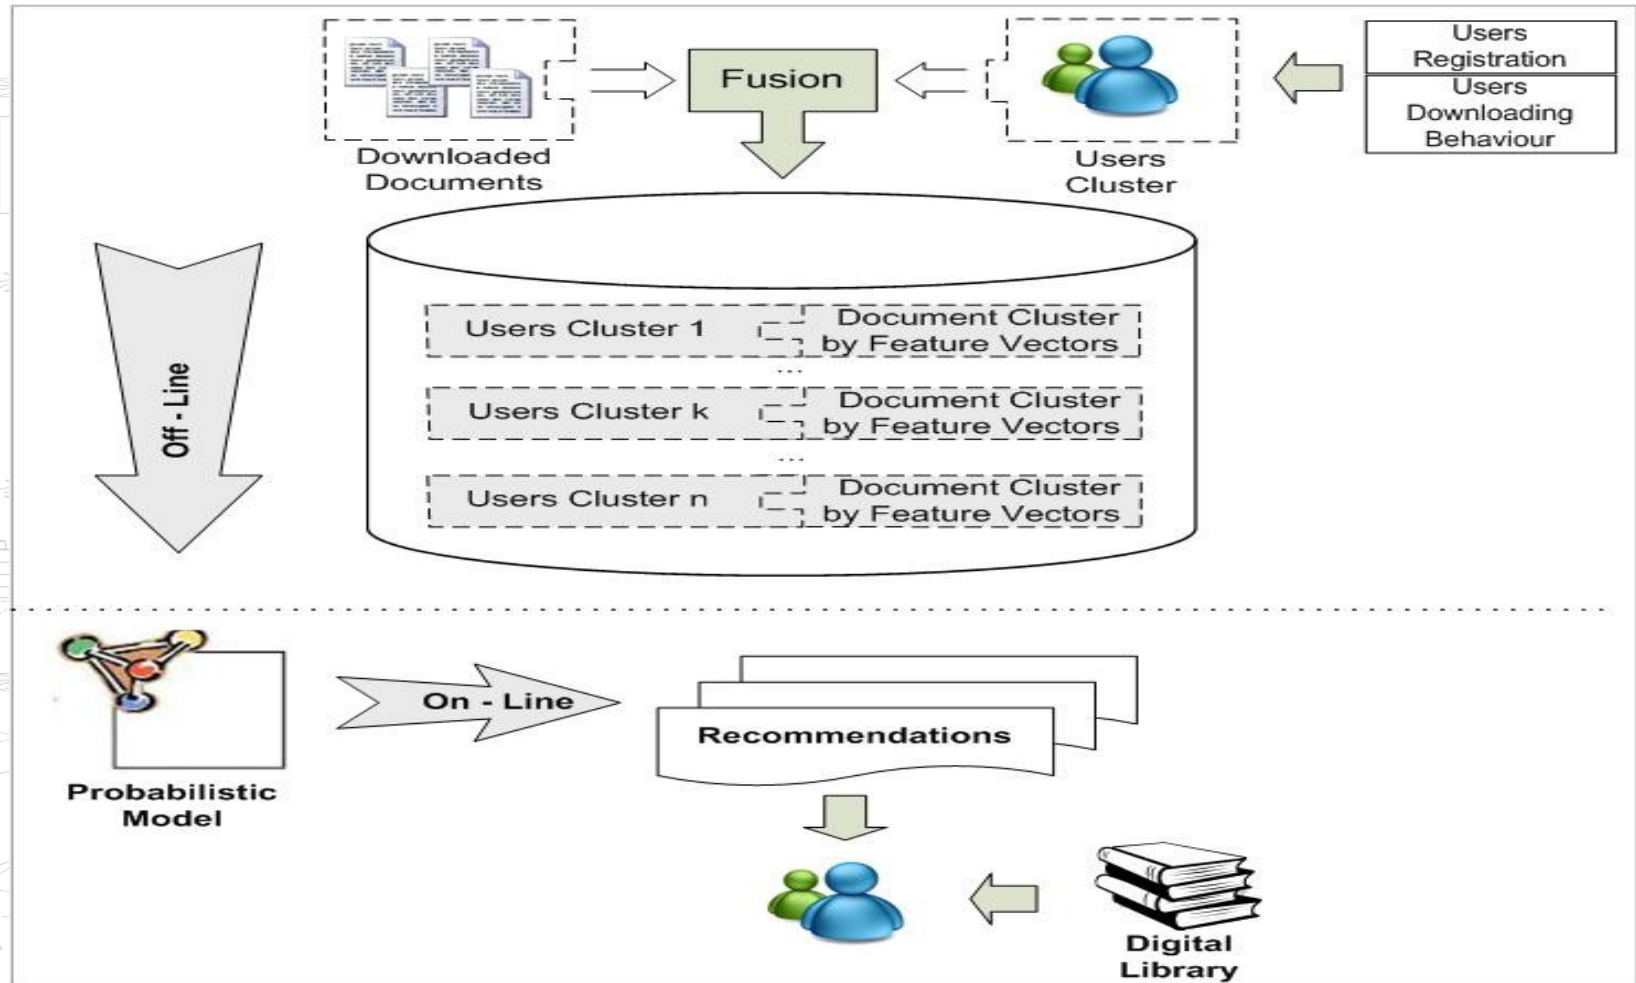 Users
Registration
Users
Downloading
Behaviour
Fusion
Downloaded
Documents
Users
Cluster
Off - Line
Users Cluster 1
Document Cluster
by Feature Vectors
...
Users Cluster k
Document Cluster
by Feature Vectors
...
Users Cluster n
Document Cluster
by Feature Vectors
Probabilistic
Model
On - Line
Recommendations
Digital
Library